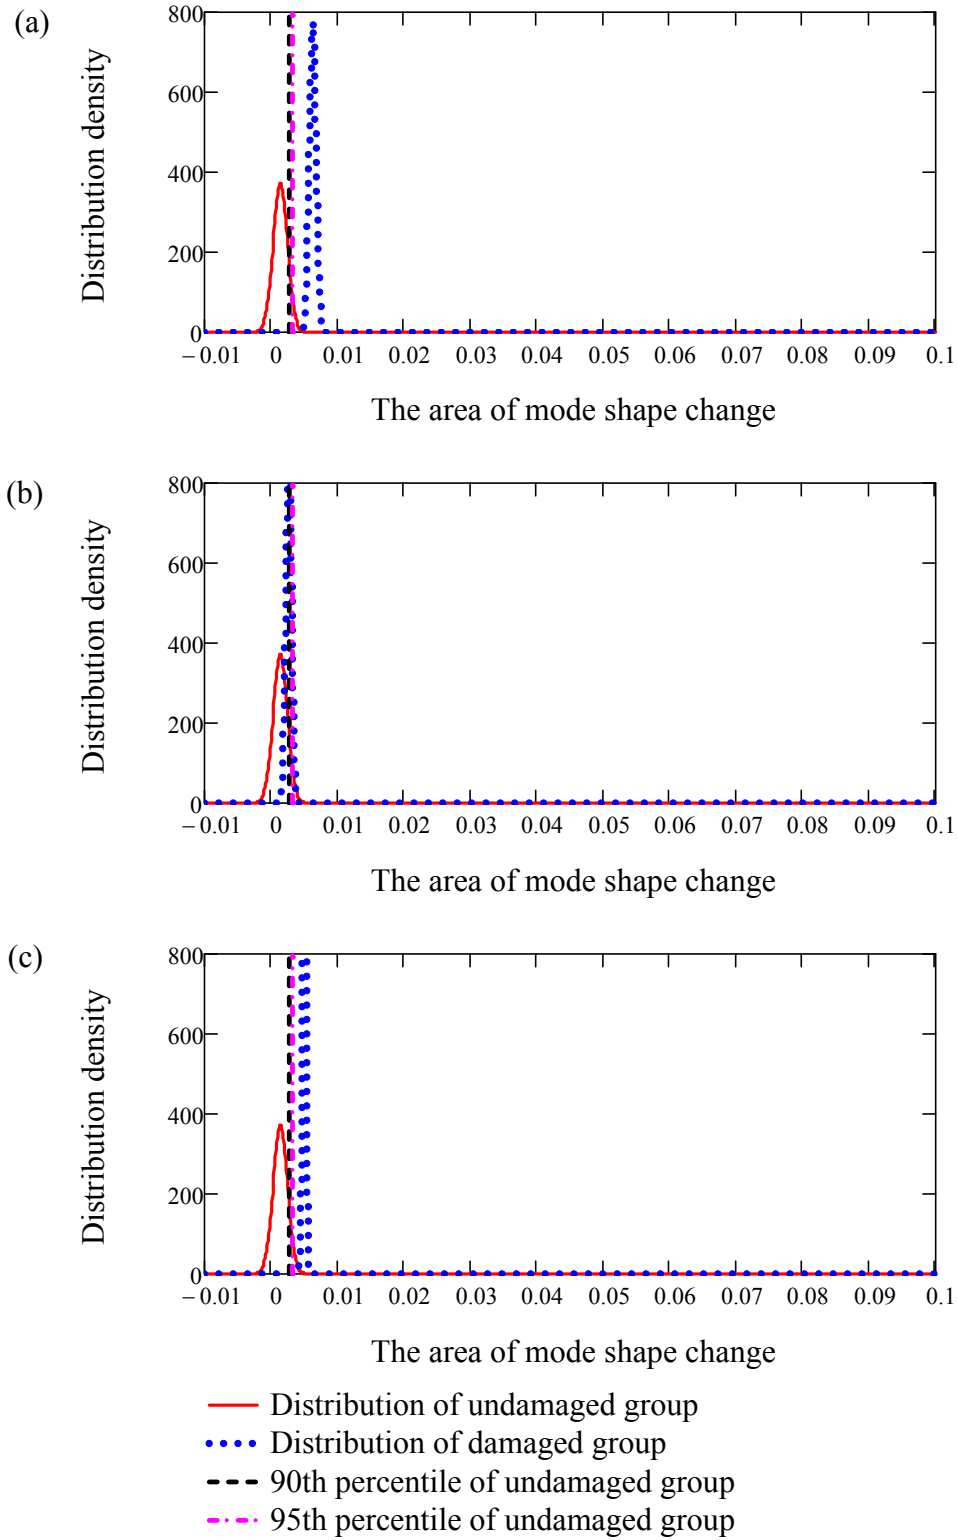 (a)
Distribution density
800
600
400
200
0
−0.01 0 0.01 0.02 0.03 0.04 0.05 0.06 0.07 0.08 0.09 0.1
The area of mode shape change
(b)
Distribution density
800
600
400
200
0
−0.01 0 0.01 0.02 0.03 0.04 0.05 0.06 0.07 0.08 0.09 0.1
The area of mode shape change
(c)
Distribution density
800
600
400
200
0
−0.01 0 0.01 0.02 0.03 0.04 0.05 0.06 0.07 0.08 0.09 0.1
The area of mode shape change
Distribution of undamaged group
Distribution of damaged group
90th percentile of undamaged group
95th percentile of undamaged group